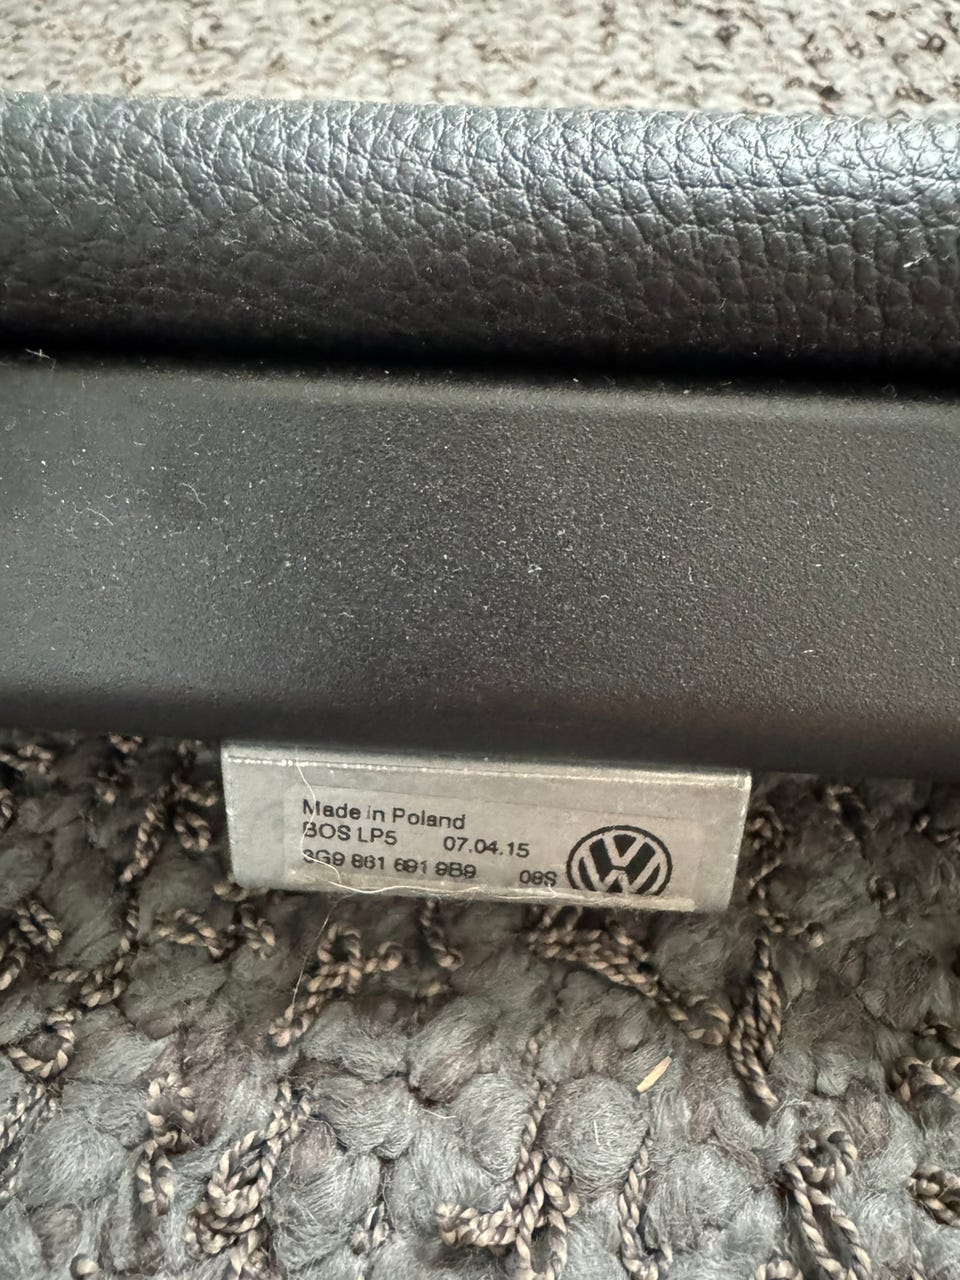 Made in Poland
BOS LP5 07.04.15
3G9 861 691 9B9 08S